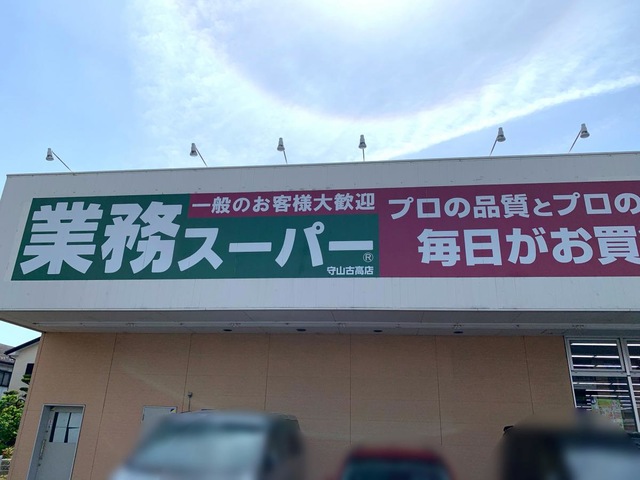 業務スーパー®
一般のお客様大歓迎
守山古高店
プロの品質とプロの
毎日がお買